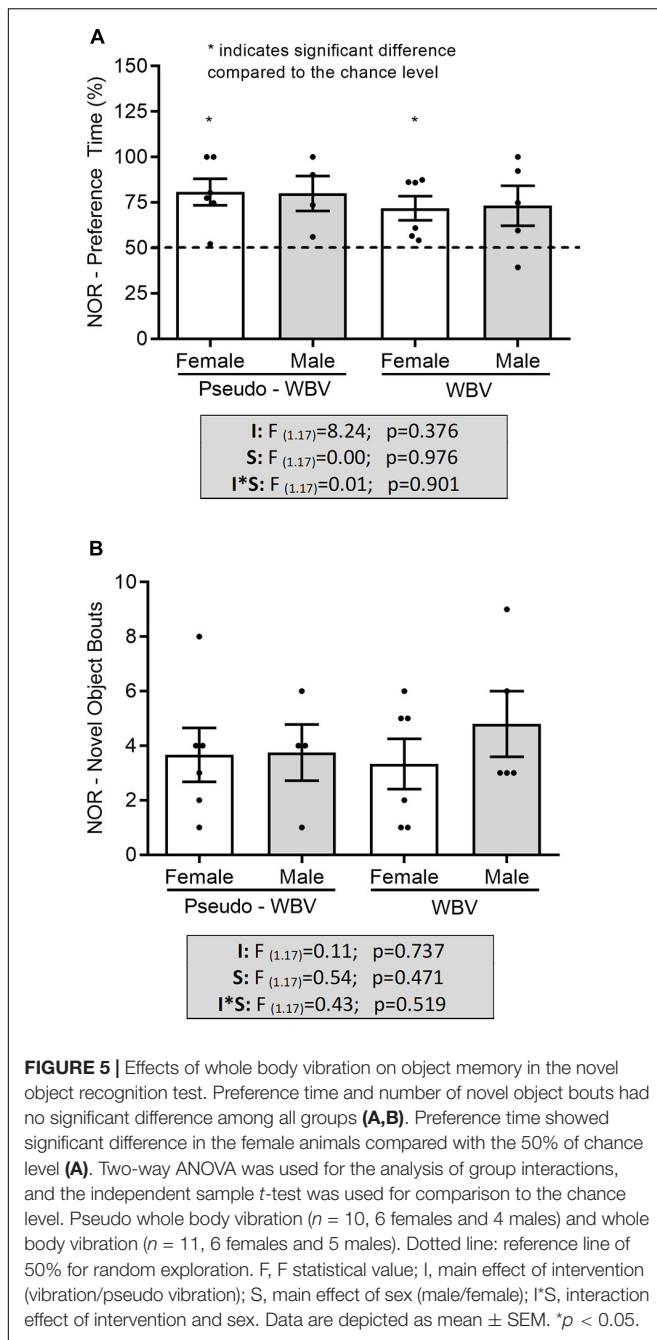 A
* indicates significant difference
compared to the chance level
NOR - Preference Time (%)
150
125
100
75
50
25
0
* *
Female Male Female Male
Pseudo - WBV WBV
I: F (1.17)=8.24; p=0.376
S: F (1.17)=0.00; p=0.976
I*S: F (1.17)=0.01; p=0.901
B
NOR - Novel Object Bouts
10
8
6
4
2
0
Female Male Female Male
Pseudo - WBV WBV
I: F (1.17)=0.11; p=0.737
S: F (1.17)=0.54; p=0.471
I*S: F (1.17)=0.43; p=0.519
FIGURE 5 | Effects of whole body vibration on object memory in the novel
object recognition test. Preference time and number of novel object bouts had
no significant difference among all groups (A,B). Preference time showed
significant difference in the female animals compared with the 50% of chance
level (A). Two-way ANOVA was used for the analysis of group interactions,
and the independent sample t-test was used for comparison to the chance
level. Pseudo whole body vibration (n = 10, 6 females and 4 males) and whole
body vibration (n = 11, 6 females and 5 males). Dotted line: reference line of
50% for random exploration. F, F statistical value; I, main effect of intervention
(vibration/pseudo vibration); S, main effect of sex (male/female); I*S, interaction
effect of intervention and sex. Data are depicted as mean ± SEM. *p < 0.05.